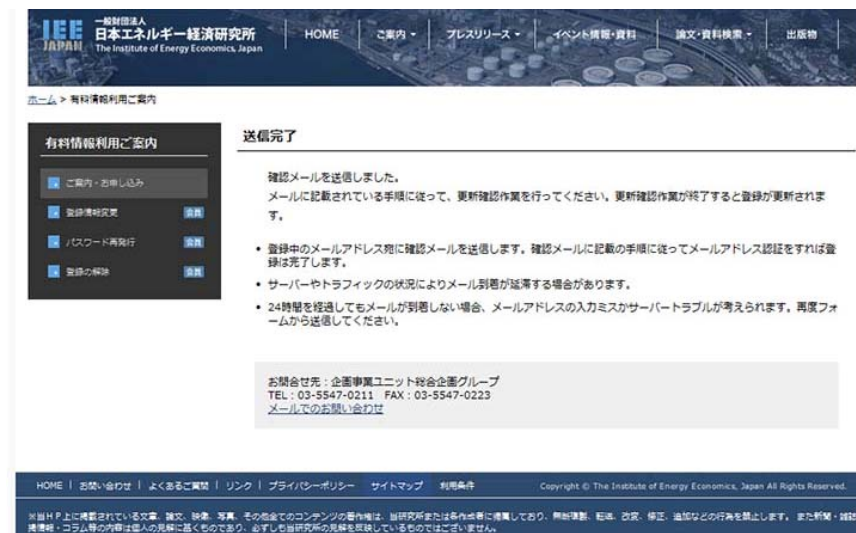 IEE JAPAN
一般財団法人
日本エネルギー経済研究所
The Institute of Energy Economics, Japan
HOME
ご案内
プレスリリース
イベント情報・資料
論文・資料検索
出版物
ホーム > 有料情報利用ご案内
有料情報利用ご案内
ご案内・お申し込み
登録情報変更 会員
パスワード再発行 会員
登録の解除 会員
送信完了
確認メールを送信しました。
メールに記載されている手順に従って、更新確認作業を行ってください。更新確認作業が終了すると登録が更新されま
す。
• 登録中のメールアドレス宛に確認メールを送信します。確認メールに記載の手順に従ってメールアドレス認証をすれば登
録は完了します。
• サーバーやトラフィックの状況によりメール到着が延滞する場合があります。
• 24時間を経過してもメールが到着しない場合、メールアドレスの入力ミスかサーバートラブルが考えられます。再度フォ
ームから送信してください。
お問合せ先：企画事業ユニット総合企画グループ
TEL：03-5547-0211 FAX：03-5547-0223
メールでのお問い合わせ
HOME | お問い合わせ | よくあるご質問 | リンク | プライバシーポリシー サイトマップ 利用条件
Copyright © The Institute of Energy Economics, Japan All Rights Reserved.
※当ＨＰ上に掲載されている文章、論文、映像、写真、その他全てのコンテンツの著作権は、当研究所または各作成者に帰属しており、無断複製、転送、改変、修正、追加などの行為を禁止します。 また新聞・雑誌
掲情報・コラム等の内容は個人の見解に基くものであり、必ずしも当研究所の見解を反映しているものではございません。